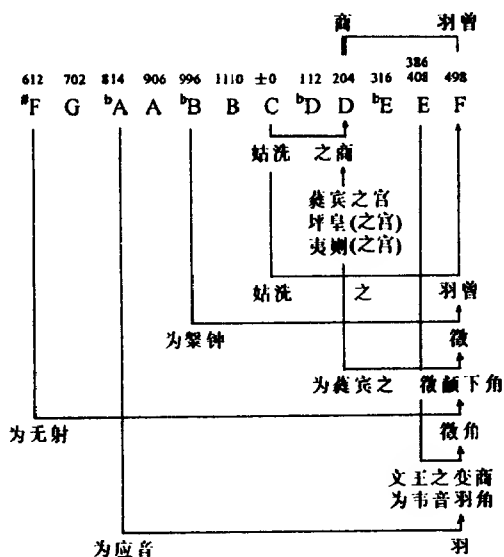 商 羽曾
386
612 702 814 906 996 1110 ±0 112 204 316 408 498
#F G bA A bB B C bD D bE E F
姑洗 之商
蕤宾之宫
坪皇(之宫)
夷则(之宫)
姑洗 之 羽曾
为槃钟 徵
为蕤宾之 徵颠下角
为无射 徵角
文王之变商
为韦音羽角
为应音 羽